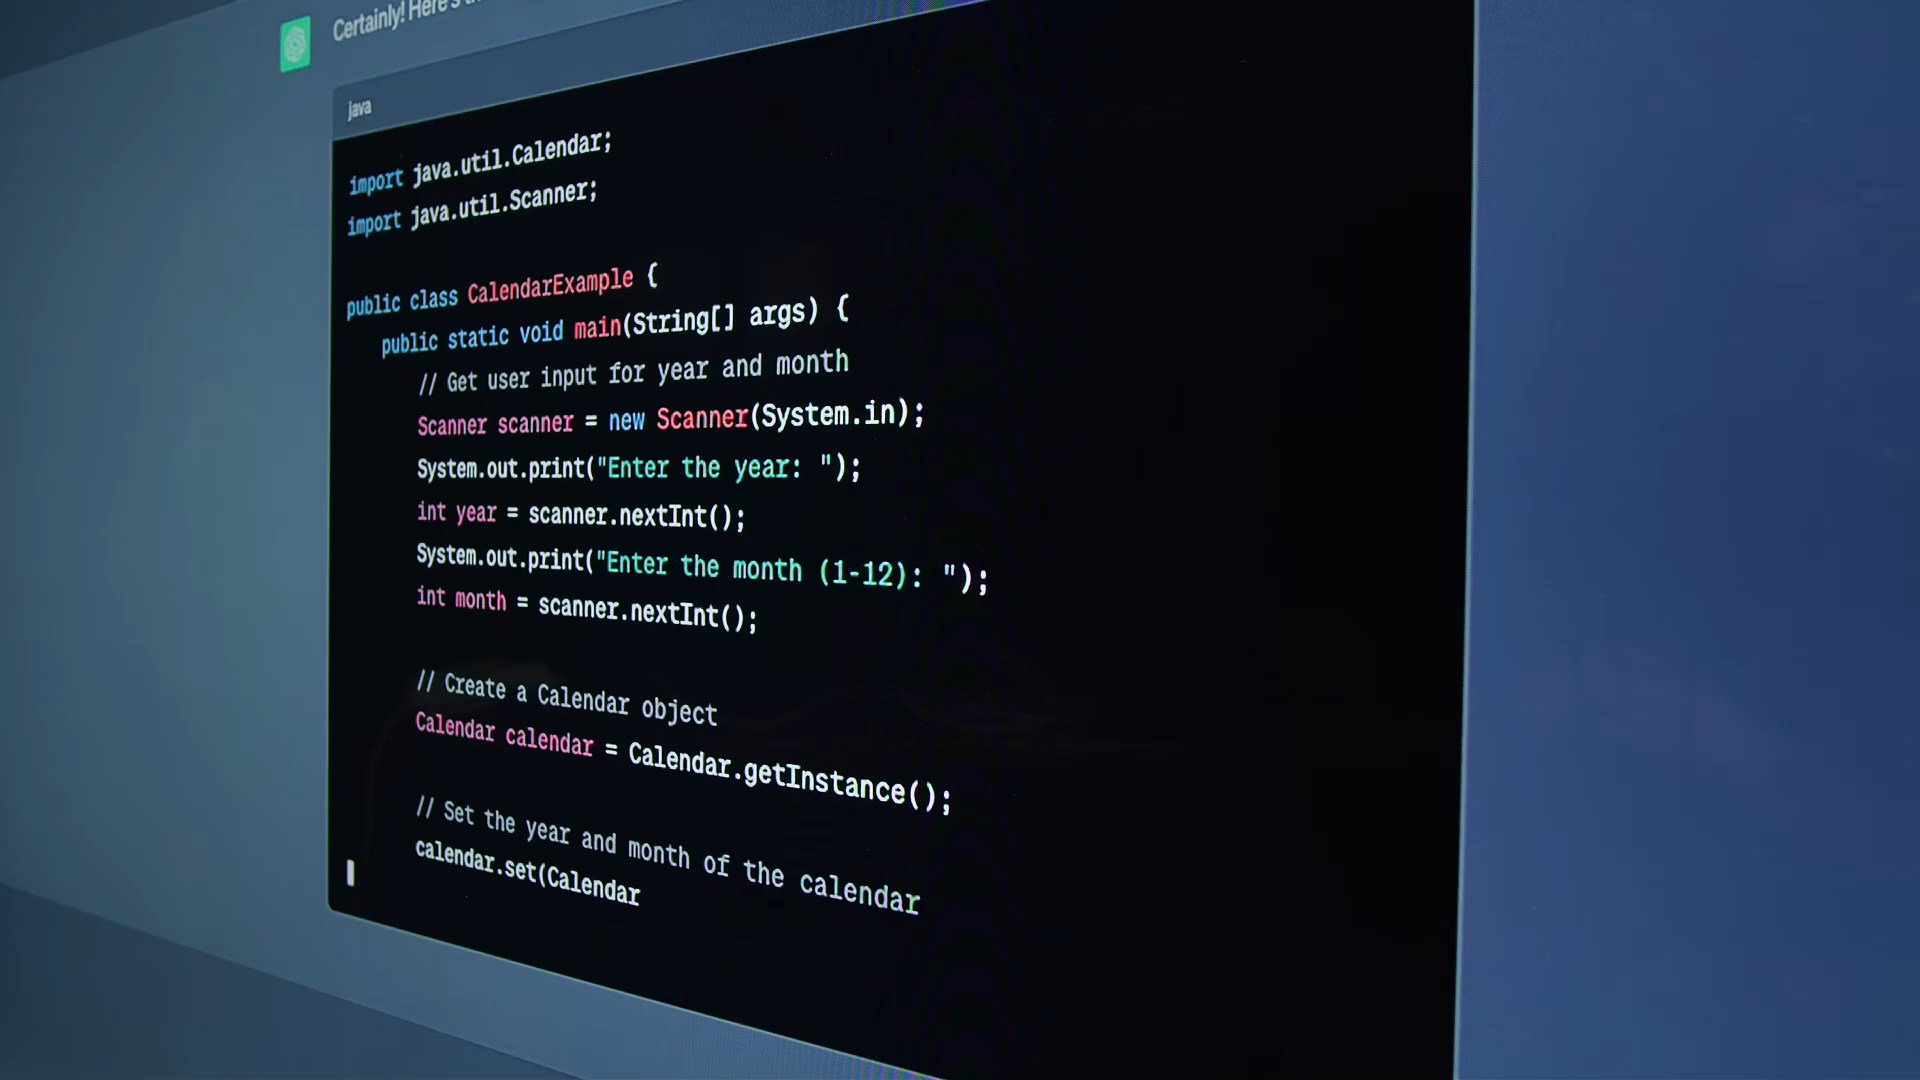 Certainly! Here's
java
import java.util.Calendar;
import java.util.Scanner;
public class CalendarExample {
public static void main(String[] args) {
// Get user input for year and month
Scanner scanner = new Scanner(System.in);
System.out.print("Enter the year: ");
int year = scanner.nextInt();
System.out.print("Enter the month (1-12): ");
int month = scanner.nextInt();
// Create a Calendar object
Calendar calendar = Calendar.getInstance();
// Set the year and month of the calendar
calendar.set(Calendar